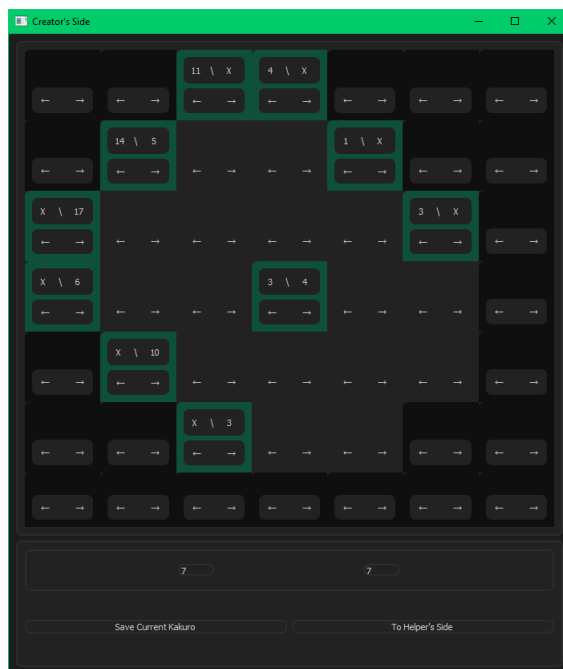 Creator's Side
11 \ X 4 \ X
← → ← → ← → ← → ← → ← → ← →
14 \ 5 1 \ X
← → ← → ← → ← → ← → ← → ← →
X \ 17 3 \ X
← → ← → ← → ← → ← → ← → ← →
X \ 6 3 \ 4
← → ← → ← → ← → ← → ← → ← →
X \ 10
← → ← → ← → ← → ← → ← → ← →
X \ 3
← → ← → ← → ← → ← → ← → ← →
← → ← → ← → ← → ← → ← → ← →
7 7
Save Current Kakuro To Helper's Side